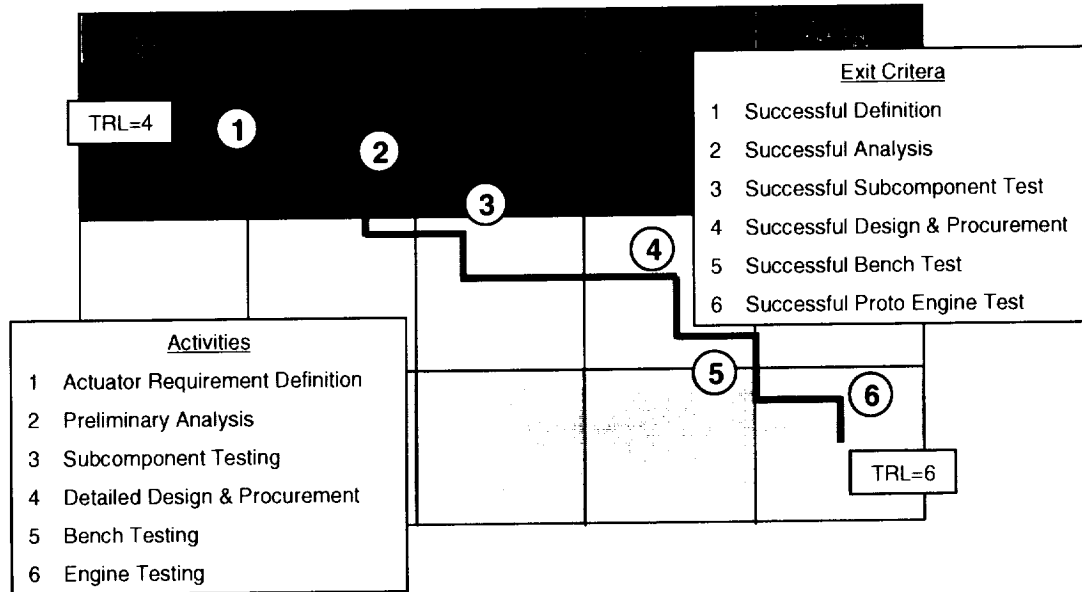 TRL=4
1
2
3
4
5
6
TRL=6
Exit Critera
1 Successful Definition
2 Successful Analysis
3 Successful Subcomponent Test
4 Successful Design & Procurement
5 Successful Bench Test
6 Successful Proto Engine Test
Activities
1 Actuator Requirement Definition
2 Preliminary Analysis
3 Subcomponent Testing
4 Detailed Design & Procurement
5 Bench Testing
6 Engine Testing